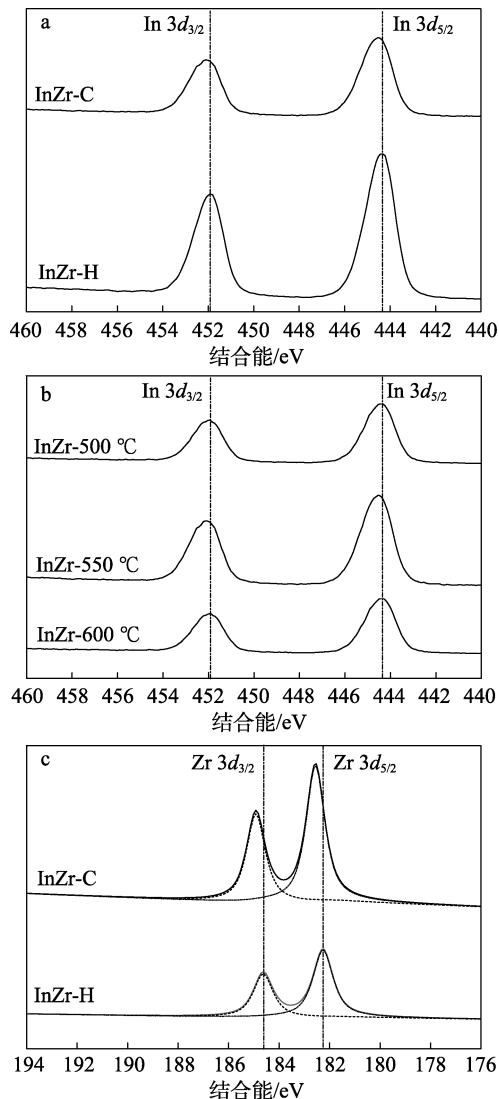 a
In 3d3/2 In 3d5/2
InZr-C
InZr-H
460 458 456 454 452 450 448 446 444 442 440
结合能/eV
b
In 3d3/2 In 3d5/2
InZr-500 ℃
InZr-550 ℃
InZr-600 ℃
460 458 456 454 452 450 448 446 444 442 440
结合能/eV
c
Zr 3d3/2 Zr 3d5/2
InZr-C
InZr-H
194 192 190 188 186 184 182 180 178 176
结合能/eV